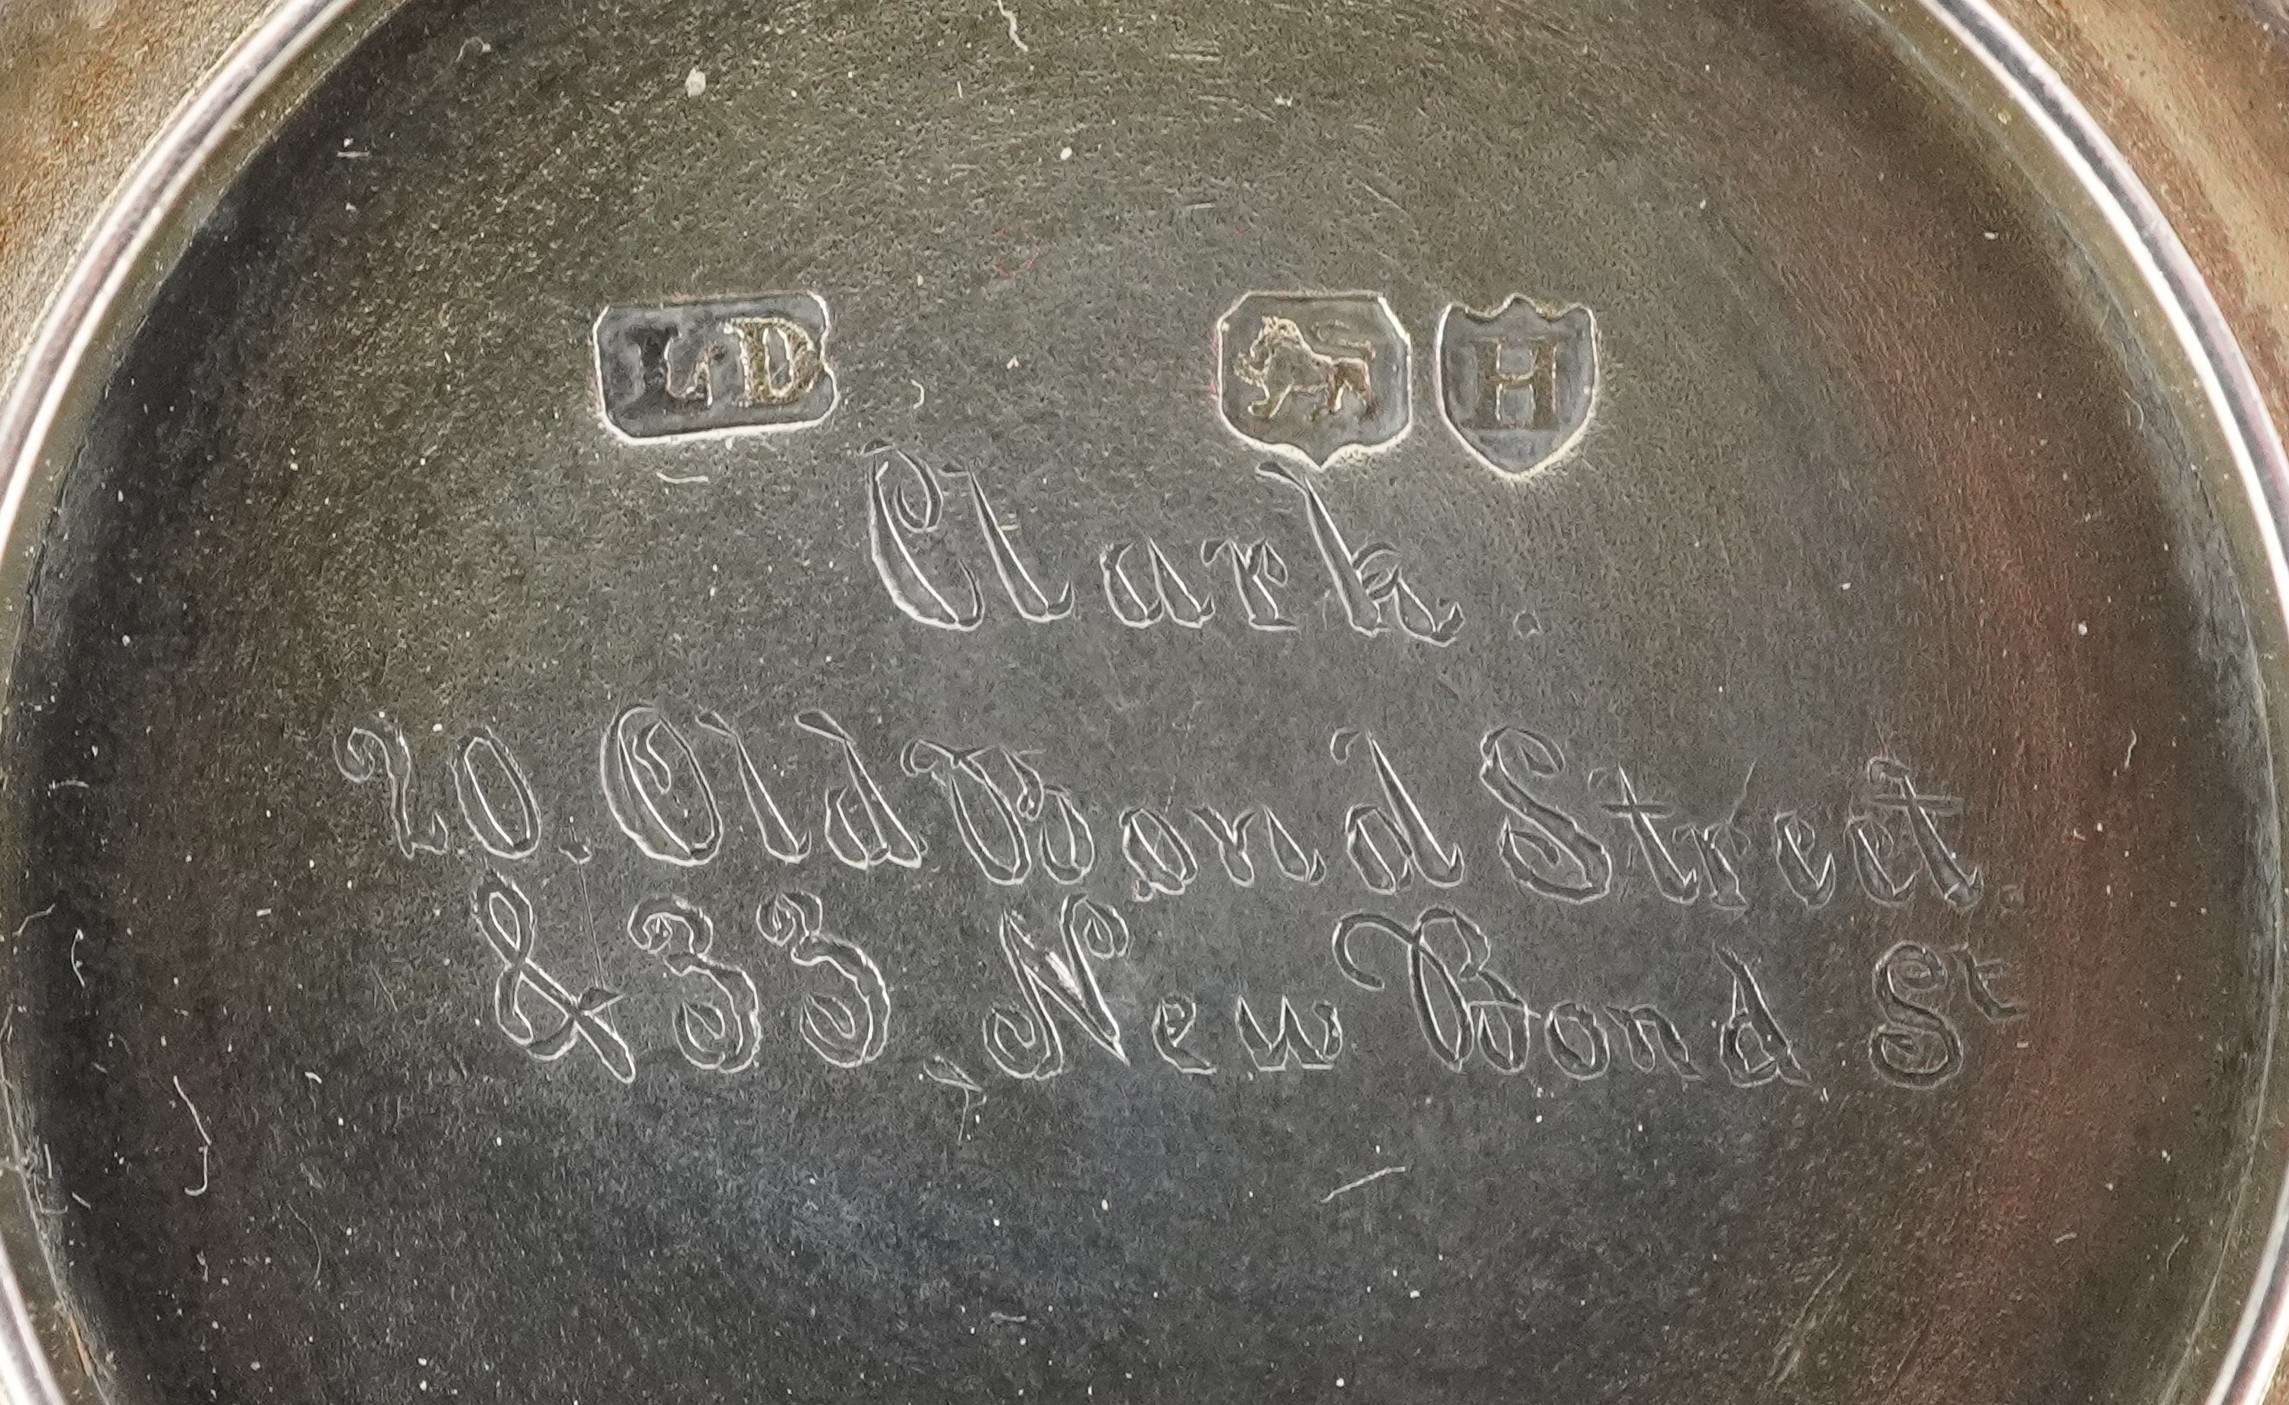 LD H
Clark.
20. Old Bond Street.
& 33, New Bond St